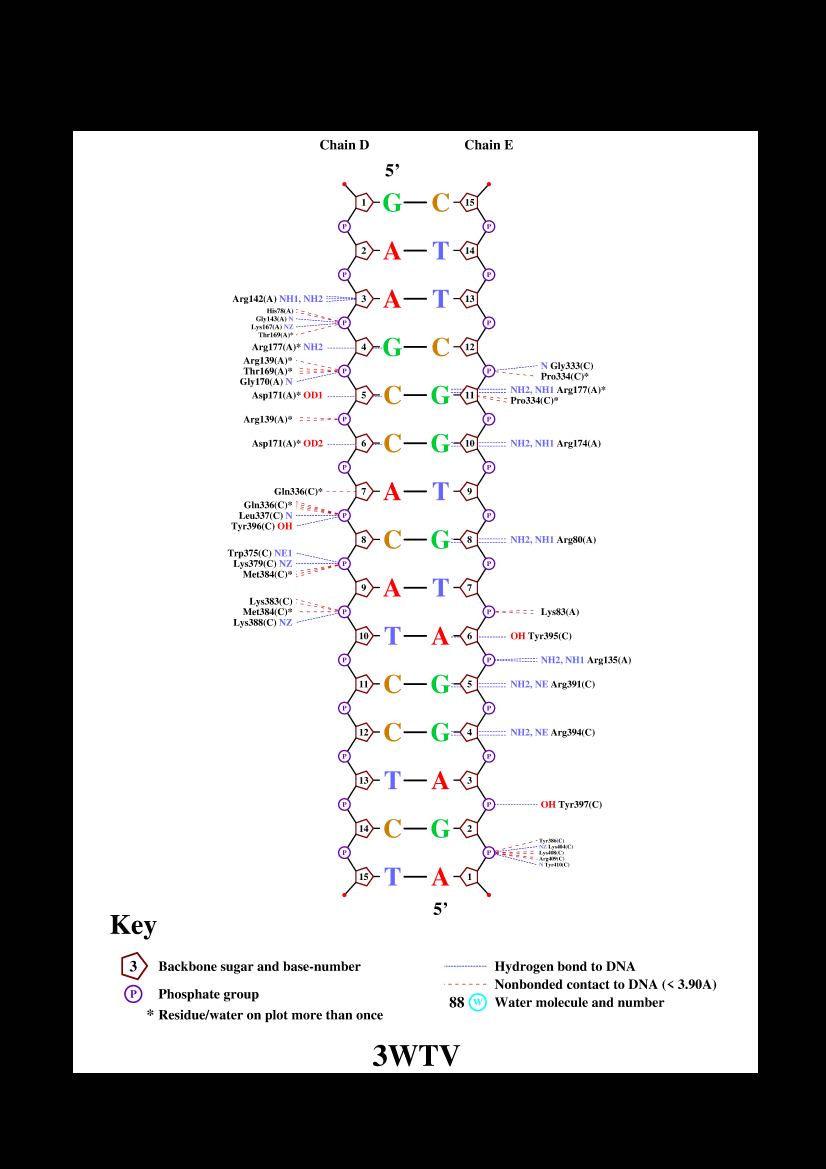 Chain D Chain E
5’
1 G C 15
P P
2 A T 14
P P
Arg142(A) NH1, NH2 3 A T 13
His78(A)
Gly143(A) N
P P
Lys167(A) NZ
Thr169(A)*
Arg177(A)* NH2 4 G C 12
Arg139(A)*
N Gly333(C)
Thr169(A)* P P
Pro334(C)*
Gly170(A) N
NH2, NH1 Arg177(A)*
Asp171(A)* OD1 5 C G 11
Pro334(C)*
Arg139(A)* P P
Asp171(A)* OD2 6 C G 10 NH2, NH1 Arg174(A)
P P
Gln336(C)* 7 A T 9
Gln336(C)*
Leu337(C) N P P
Tyr396(C) OH
8 C G 8 NH2, NH1 Arg80(A)
Trp375(C) NE1
Lys379(C) NZ P P
Met384(C)*
9 A T 7
Lys383(C)
Met384(C)* P P Lys83(A)
Lys388(C) NZ
10 T A 6 OH Tyr395(C)
P P NH2, NH1 Arg135(A)
11 C G 5 NH2, NE Arg391(C)
P P
12 C G 4 NH2, NE Arg394(C)
P P
13 T A 3
P P OH Tyr397(C)
14 C G 2
Tyr386(C)
NZ Lys404(C)
P P Lys408(C)
Arg409(C)
N Tyr410(C)
15 T A 1
5’
Key
3 Backbone sugar and base-number
Hydrogen bond to DNA
Nonbonded contact to DNA (< 3.90A)
P Phosphate group
88 W Water molecule and number
* Residue/water on plot more than once
3WTV